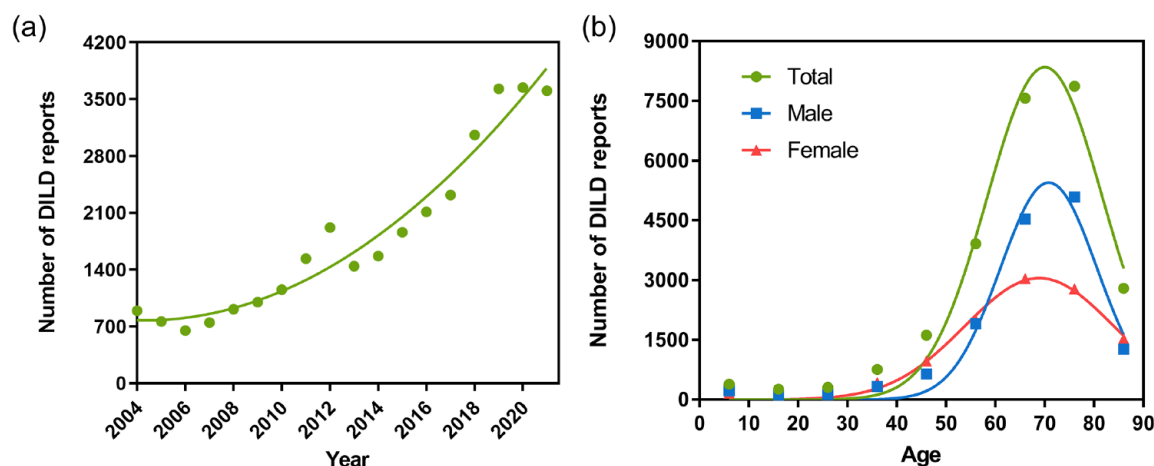 (a)
4200
3500
2800
2100
1400
700
0
Number of DILD reports
2004
2006
2008
2010
2012
2014
2016
2018
2020
Year
(b)
9000
7500
6000
4500
3000
1500
0
Number of DILD reports
Total
Male
Female
0 10 20 30 40 50 60 70 80 90
Age